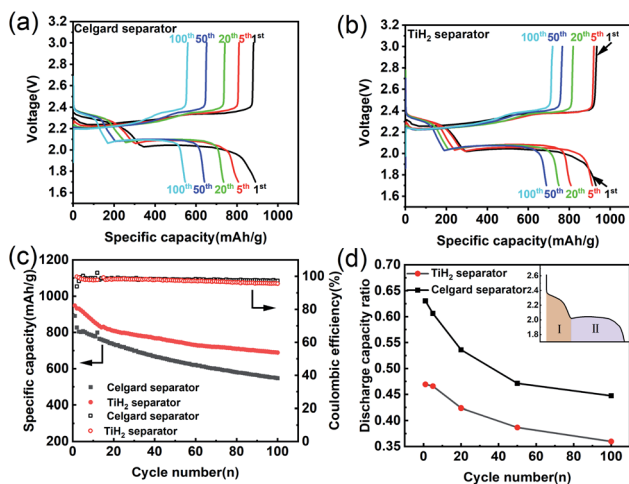 (a)
Celgard separator
100th 50th 20th 5th 1st
3.0
2.8
2.6
2.4
2.2
2.0
1.8
1.6
Voltage(V)
100th 50th 20th 5th 1st
0 200 400 600 800 1000
Specific capacity(mAh/g)
(b)
TiH2 separator
100th 50th 20th 5th 1st
3.0
2.8
2.6
2.4
2.2
2.0
1.8
1.6
Voltage(V)
100th 50th 20th 5th 1st
0 200 400 600 800 1000
Specific capacity(mAh/g)
(c)
1200
1100
1000
800
600
400
200
Specific capacity(mAh/g)
100
80
60
40
20
0
Coulombic efficiency(%)
Celgard separator
TiH2 separator
Celgard separator
TiH2 separator
0 20 40 60 80 100
Cycle number(n)
(d)
0.70
0.65
0.60
0.55
0.50
0.45
0.40
0.35
Discharge capacity ratio
TiH2 separator
Celgard separator
2.6
2.4
2.2
2.0
1.8
I II
0 20 40 60 80 100
Cycle number(n)